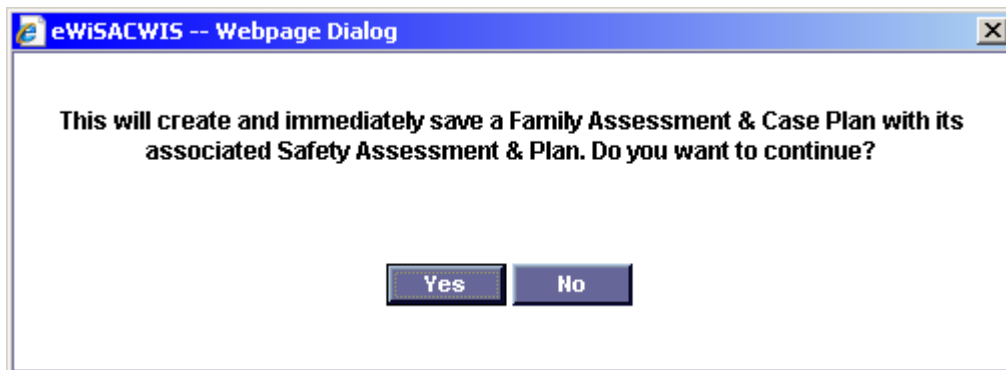 eWiSACWIS -- Webpage Dialog
This will create and immediately save a Family Assessment & Case Plan with its
associated Safety Assessment & Plan. Do you want to continue?
Yes No